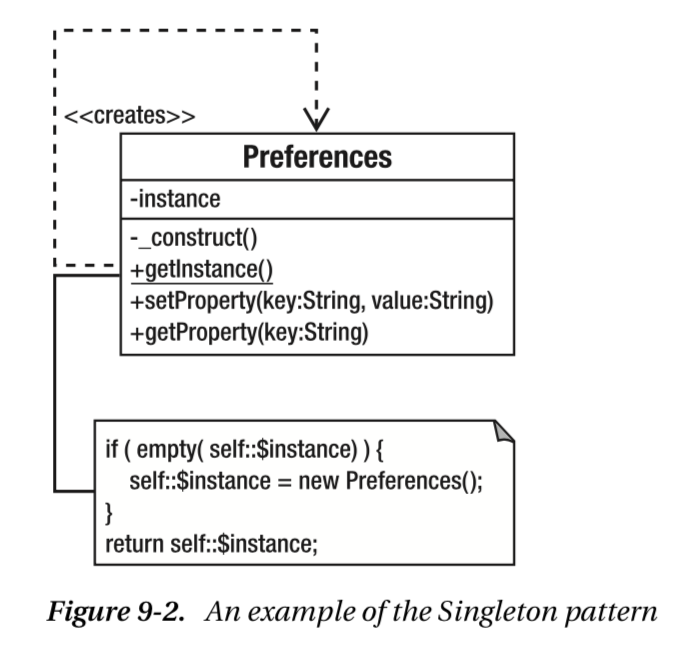 <<creates>>
Preferences
-instance
-_construct()
+getInstance()
+setProperty(key:String, value:String)
+getProperty(key:String)
if ( empty( self::$instance) ) {
self::$instance = new Preferences();
}
return self::$instance;
Figure 9-2. An example of the Singleton pattern